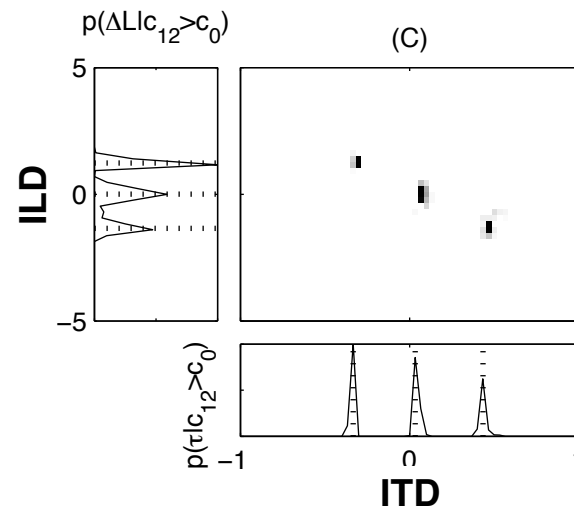 p(ΔL|c₁₂>c₀)
(C)
5
0
-5
ILD
p(τ|c₁₂>c₀)
-1
0
ITD